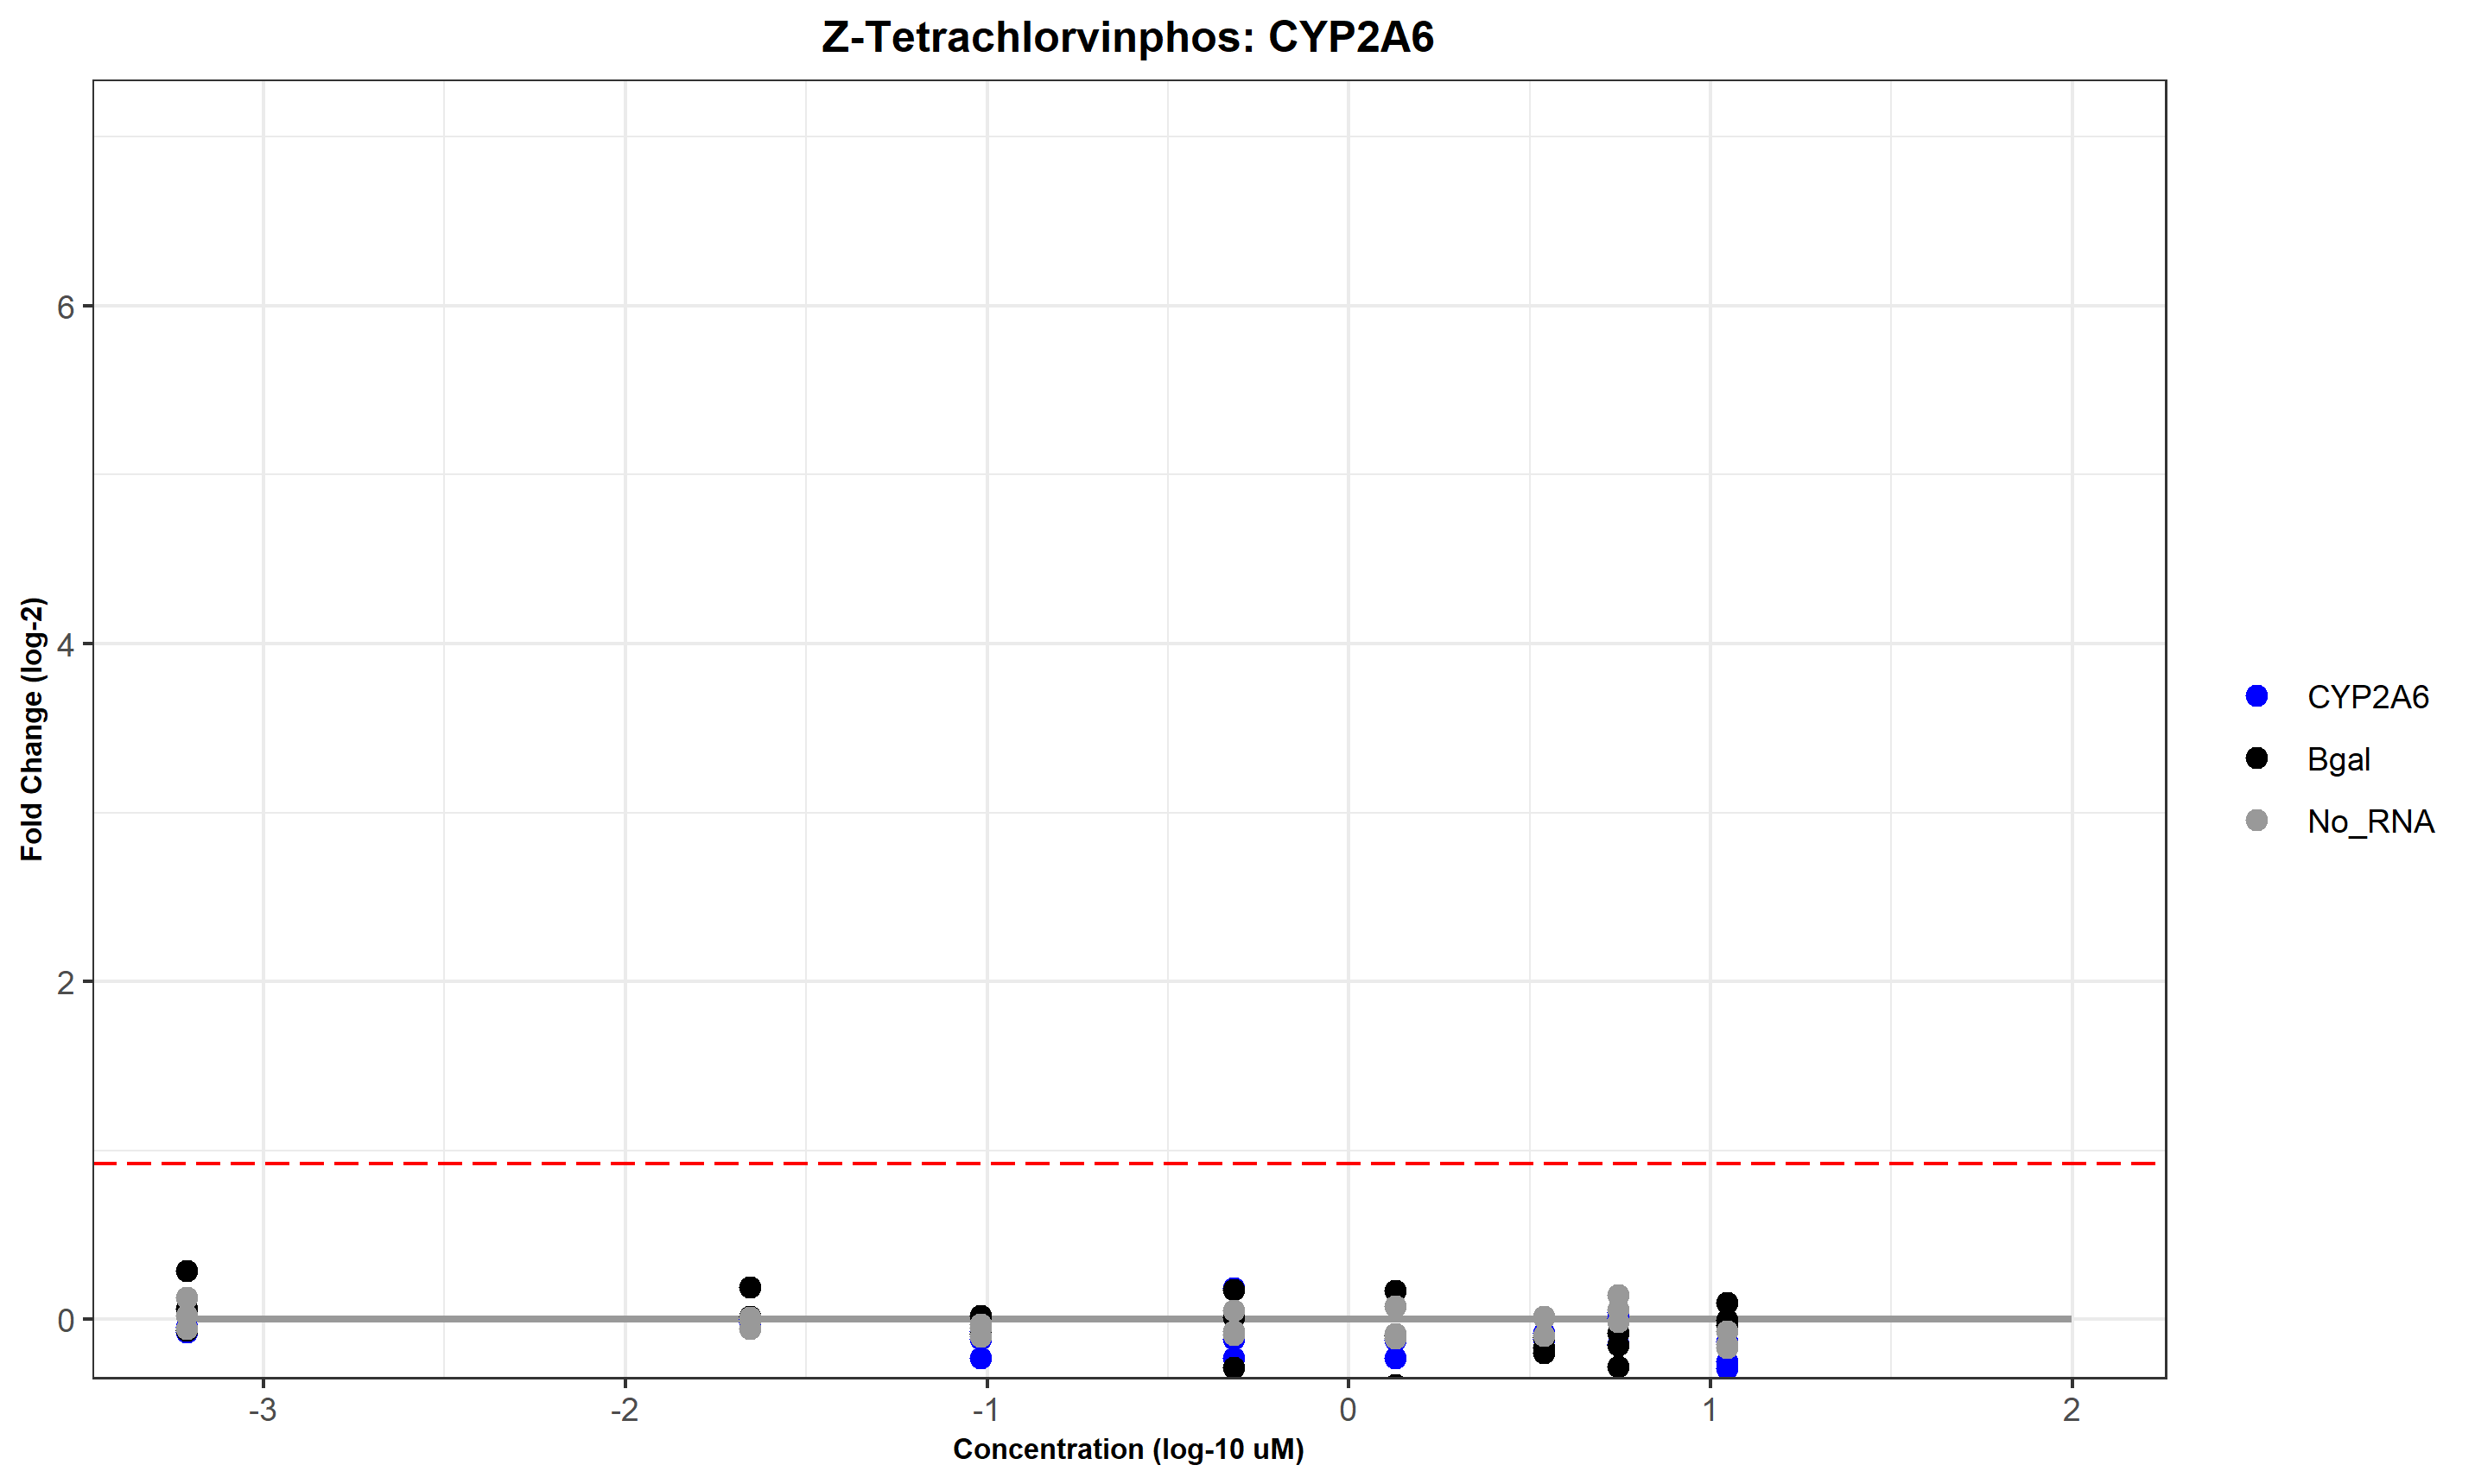 Z-Tetrachlorvinphos: CYP2A6
Fold Change (log-2)
6
4
2
0
-3
-2
-1
0
1
2
Concentration (log-10 uM)
CYP2A6
Bgal
No_RNA